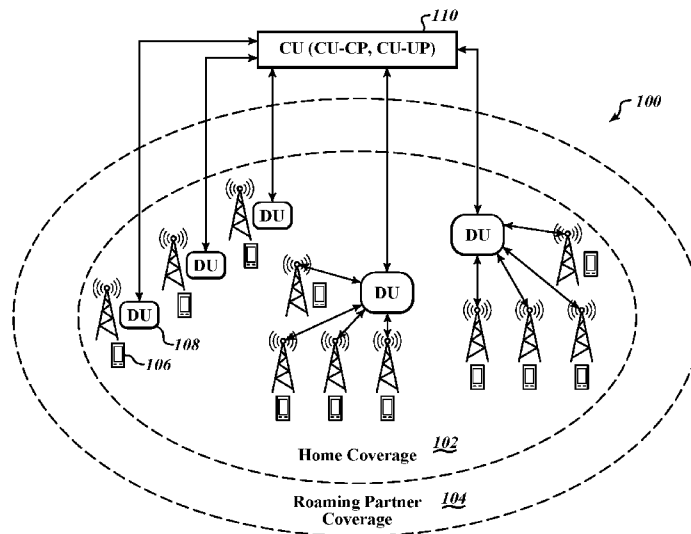 110
CU (CU-CP, CU-UP)
100
DU
DU
DU
DU
DU
108
106
Home Coverage 102
Roaming Partner 104
Coverage